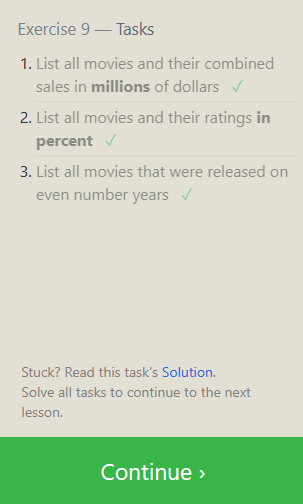 Exercise 9 — Tasks
1. List all movies and their combined
sales in millions of dollars ✓
2. List all movies and their ratings in
percent ✓
3. List all movies that were released on
even number years ✓
Stuck? Read this task's Solution.
Solve all tasks to continue to the next
lesson.
Continue ›